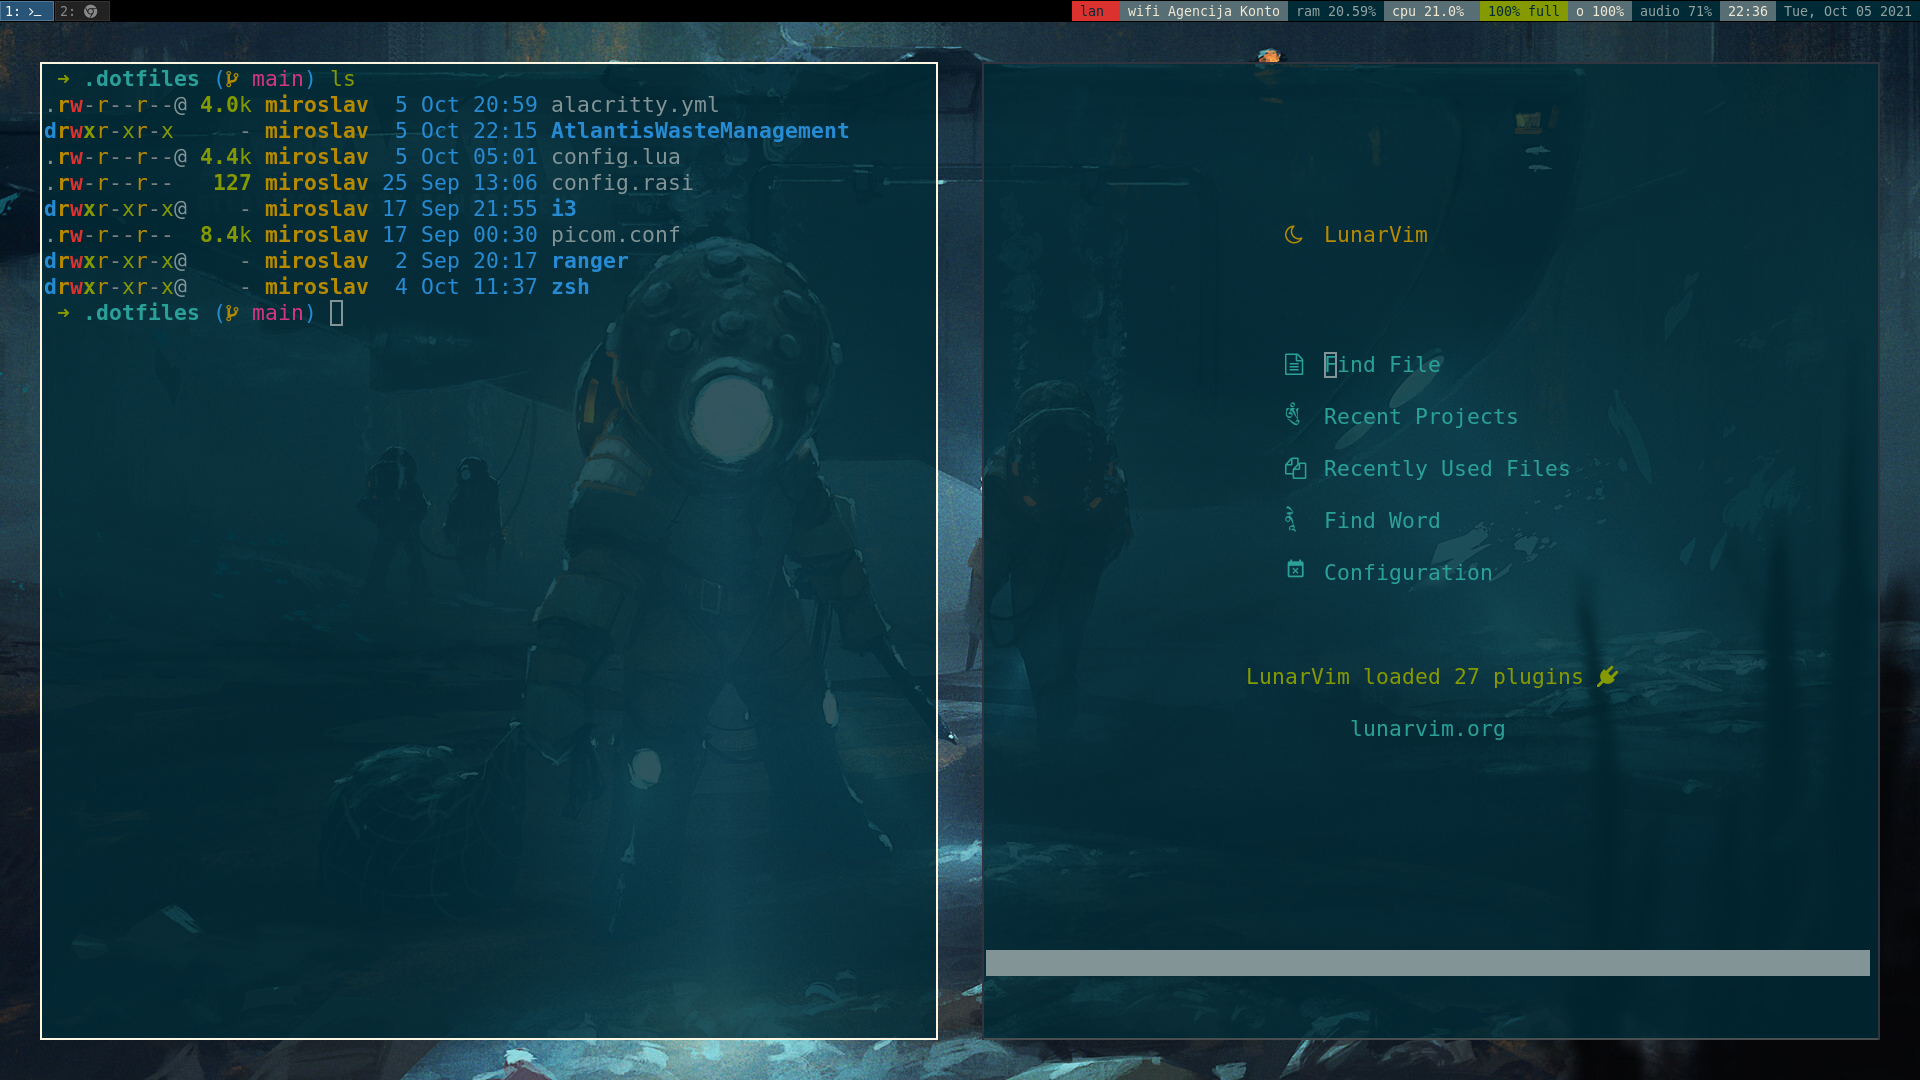 1: >_ 2:
lan wifi Agencija Konto ram 20.59% cpu 21.0% 100% full o 100% audio 71% 22:36 Tue, Oct 05 2021
➜ .dotfiles ( main) ls
.rw-r--r--@ 4.0k miroslav 5 Oct 20:59 alacritty.yml
drwxr-xr-x - miroslav 5 Oct 22:15 AtlantisWasteManagement
.rw-r--r--@ 4.4k miroslav 5 Oct 05:01 config.lua
.rw-r--r-- 127 miroslav 25 Sep 13:06 config.rasi
drwxr-xr-x@ - miroslav 17 Sep 21:55 i3
.rw-r--r-- 8.4k miroslav 17 Sep 00:30 picom.conf
drwxr-xr-x@ - miroslav 2 Sep 20:17 ranger
drwxr-xr-x@ - miroslav 4 Oct 11:37 zsh
➜ .dotfiles ( main)
LunarVim
Find File
Recent Projects
Recently Used Files
Find Word
Configuration
LunarVim loaded 27 plugins
lunarvim.org